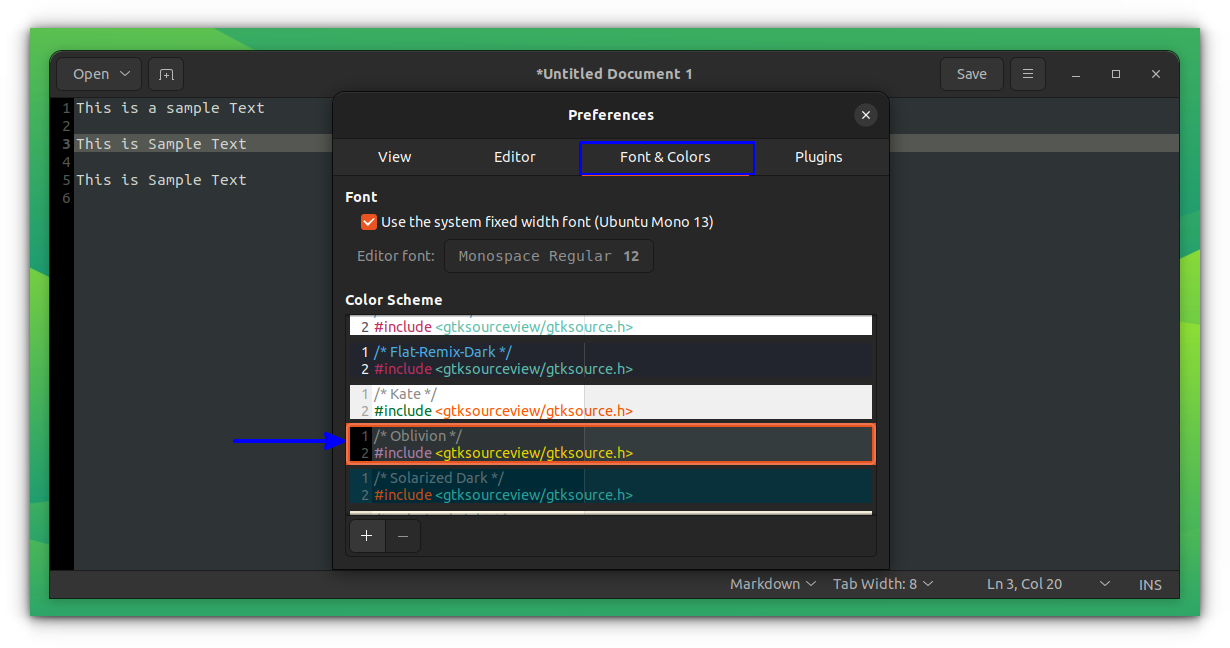 Open
*Untitled Document 1
Save
1 This is a sample Text
2
3 This is Sample Text
4
5 This is Sample Text
6
Preferences
View Editor Font & Colors Plugins
Font
Use the system fixed width font (Ubuntu Mono 13)
Editor font: Monospace Regular 12
Color Scheme
2 #include <gtksourceview/gtksource.h>
1 /* Flat-Remix-Dark */
2 #include <gtksourceview/gtksource.h>
1 /* Kate */
2 #include <gtksourceview/gtksource.h>
1 /* Oblivion */
2 #include <gtksourceview/gtksource.h>
1 /* Solarized Dark */
2 #include <gtksourceview/gtksource.h>
Markdown Tab Width: 8 Ln 3, Col 20 INS